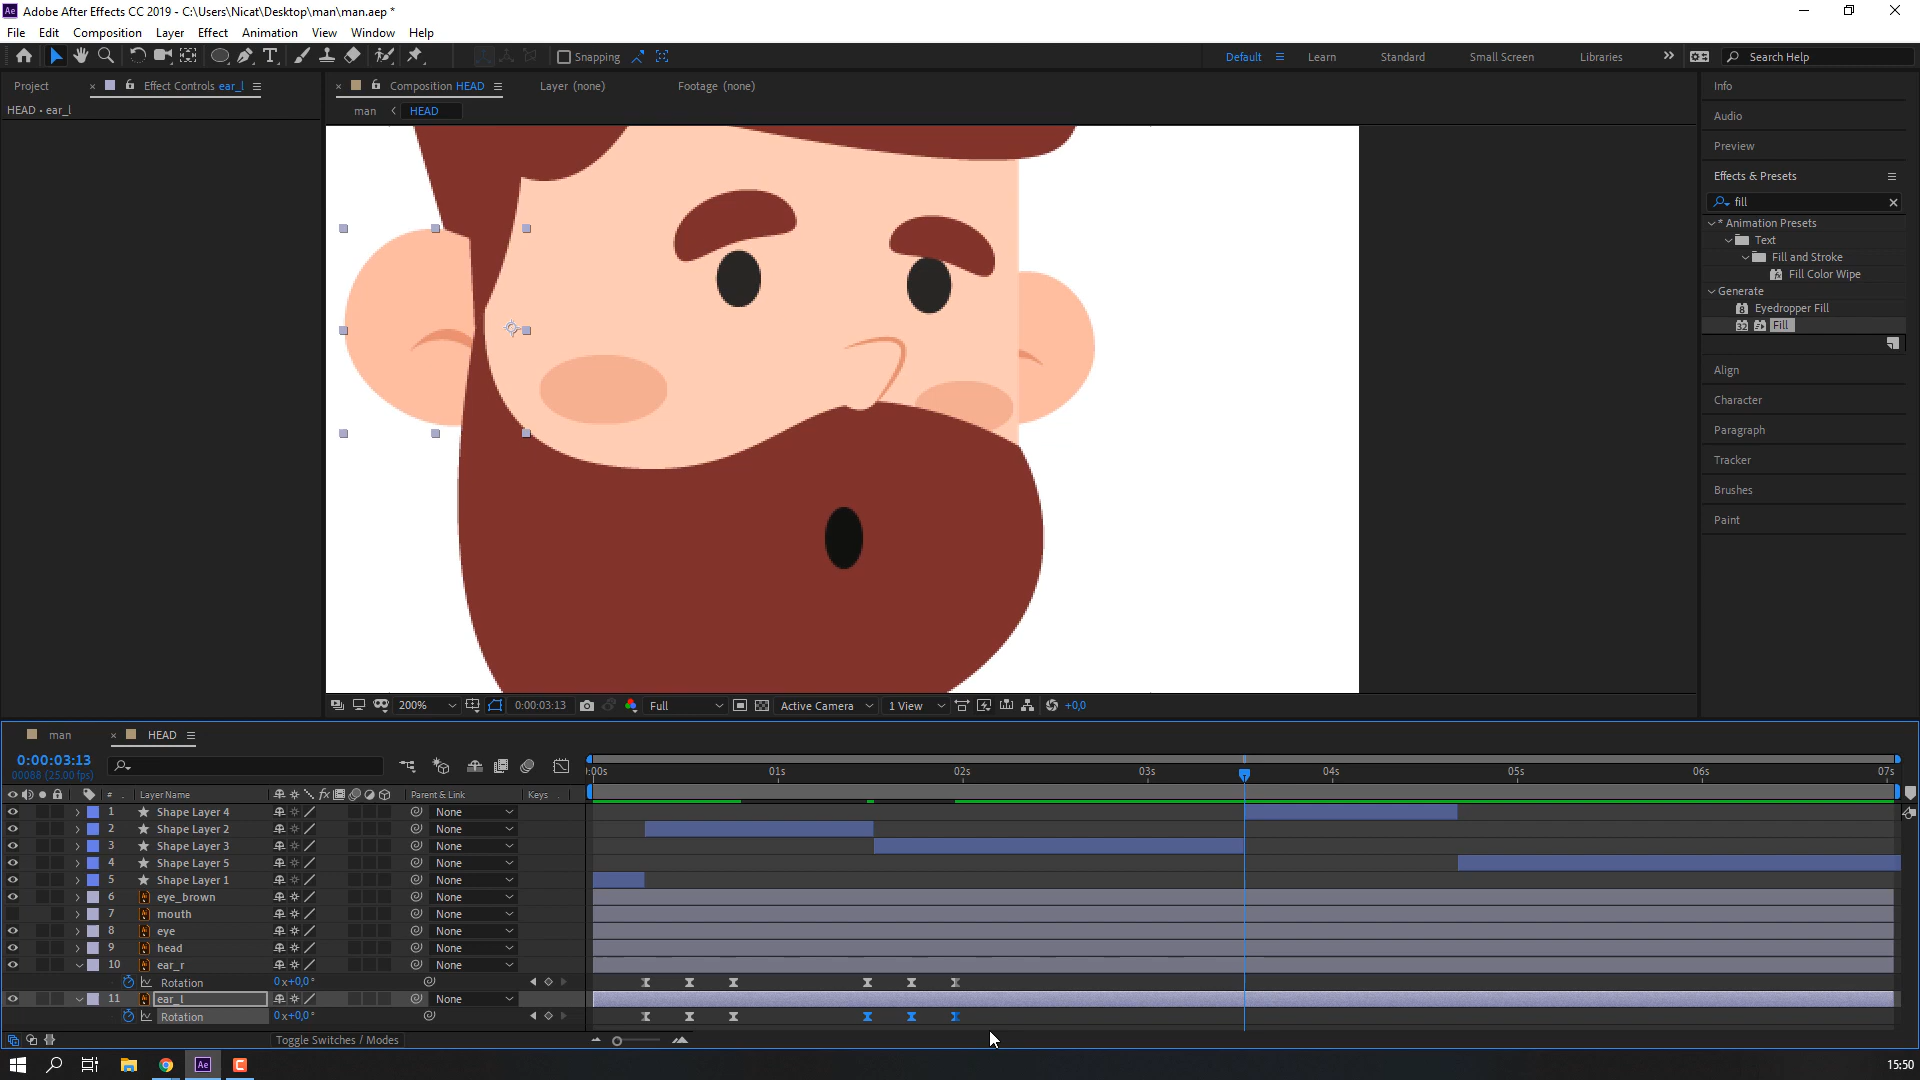 Ae Adobe After Effects CC 2019 - C:\Users\Nicat\Desktop\man\man.aep *
File Edit Composition Layer Effect Animation View Window Help
Snapping
Default Learn Standard Small Screen Libraries » Search Help
Project × Effect Controls ear_l
HEAD • ear_l
× Composition HEAD Layer (none) Footage (none)
man HEAD
Info
Audio
Preview
Effects & Presets
fill
* Animation Presets
Text
Fill and Stroke
Fill Color Wipe
Generate
Eyedropper Fill
32 Fill
Align
Character
Paragraph
Tracker
Brushes
Paint
200% 0:00:03:13 Full Active Camera 1 View +0,0
man × HEAD
0:00:03:13
00088 (25.00 fps)
:00s 01s 02s 03s 04s 05s 06s 07s
# Layer Name fx Parent & Link Keys
1 Shape Layer 4 None
2 Shape Layer 2 None
3 Shape Layer 3 None
4 Shape Layer 5 None
5 Shape Layer 1 None
6 eye_brown None
7 mouth None
8 eye None
9 head None
10 ear_r None
Rotation 0x+0,0°
11 ear_l None
Rotation 0x+0,0°
Toggle Switches / Modes
Ae 15:50